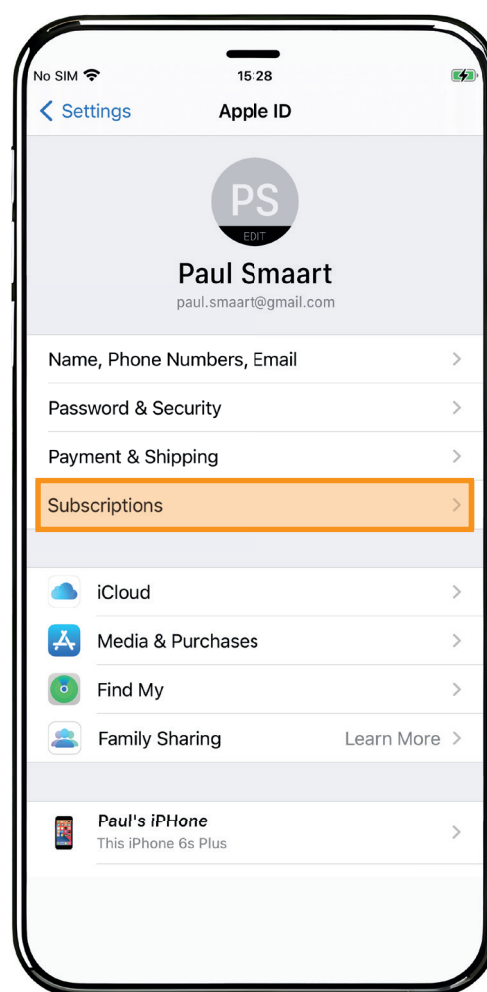 No SIM 15:28
Settings Apple ID
PS
EDIT
Paul Smaart
paul.smaart@gmail.com
Name, Phone Numbers, Email
Password & Security
Payment & Shipping
Subscriptions
iCloud
Media & Purchases
Find My
Family Sharing Learn More
Paul's iPHone
This iPhone 6s Plus